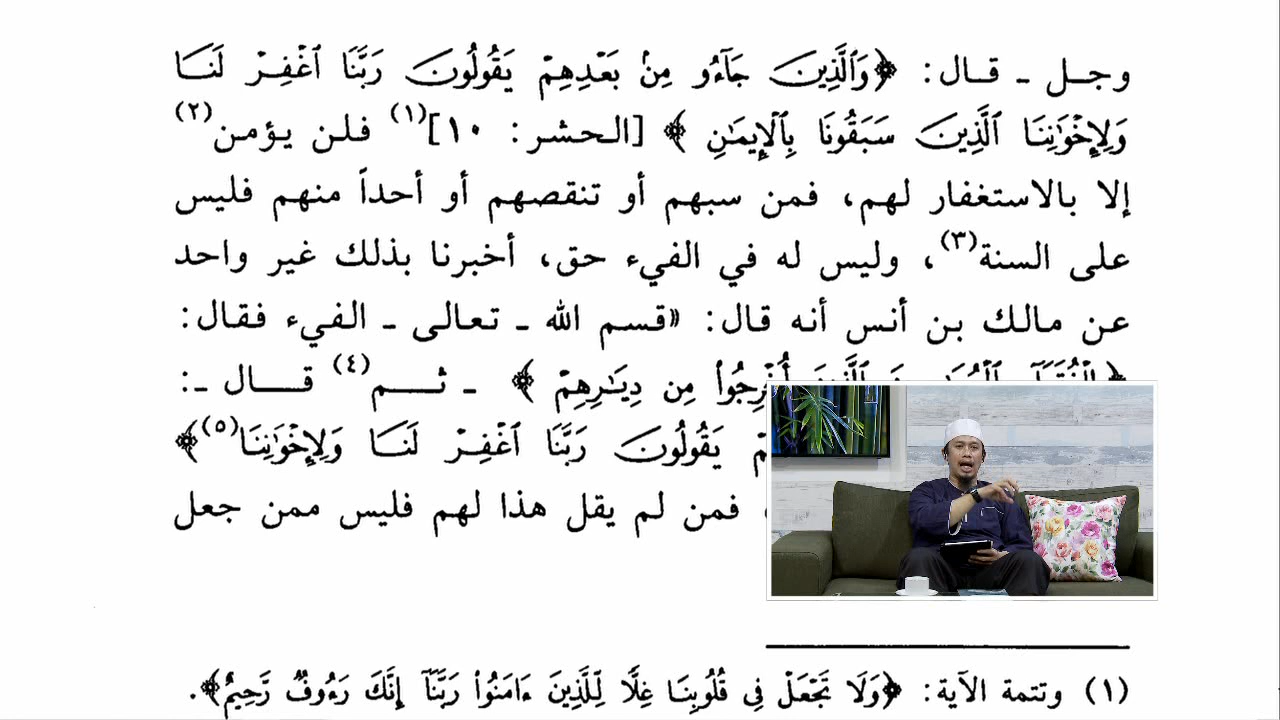 وجل ـ قال: ﴿وَٱلَّذِينَ جَآءُو مِنۢ بَعْدِهِمْ يَقُولُونَ رَبَّنَا ٱغْفِرْ لَنَا
وَلِإِخْوَٰنِنَا ٱلَّذِينَ سَبَقُونَا بِٱلْإِيمَٰنِ﴾ [الحشر: ١٠](١) فلن يؤمن(٢)
إلا بالاستغفار لهم، فمن سبهم أو تنقصهم أو أحداً منهم فليس
على السنة(٣)، وليس له في الفيء حق، أخبرنا بذلك غير واحد
عن مالك بن أنس أنه قال: «قسم الله ـ تعالى ـ الفيء فقال:
أُخْرِجُوا۟ مِن دِيَٰرِهِمْ﴾ ـ ثم(٤) قال ـ:
يَقُولُونَ رَبَّنَا ٱغْفِرْ لَنَا وَلِإِخْوَٰنِنَا(٥)﴾
فمن لم يقل هذا لهم فليس ممن جعل
(١) وتتمة الآية: ﴿وَلَا تَجْعَلْ فِى قُلُوبِنَا غِلًّا لِّلَّذِينَ ءَامَنُوا۟ رَبَّنَآ إِنَّكَ رَءُوفٌ رَّحِيمٌ﴾.